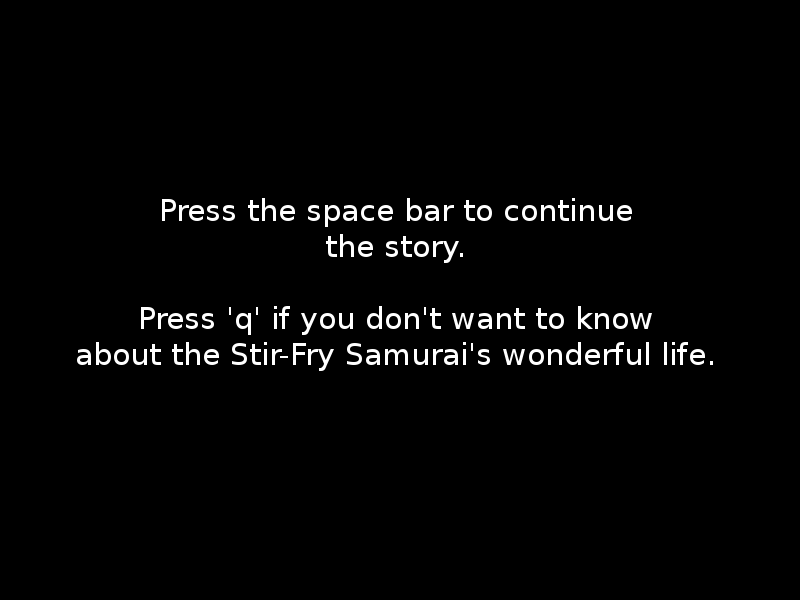 Press the space bar to continue
the story.
Press 'q' if you don't want to know
about the Stir-Fry Samurai's wonderful life.